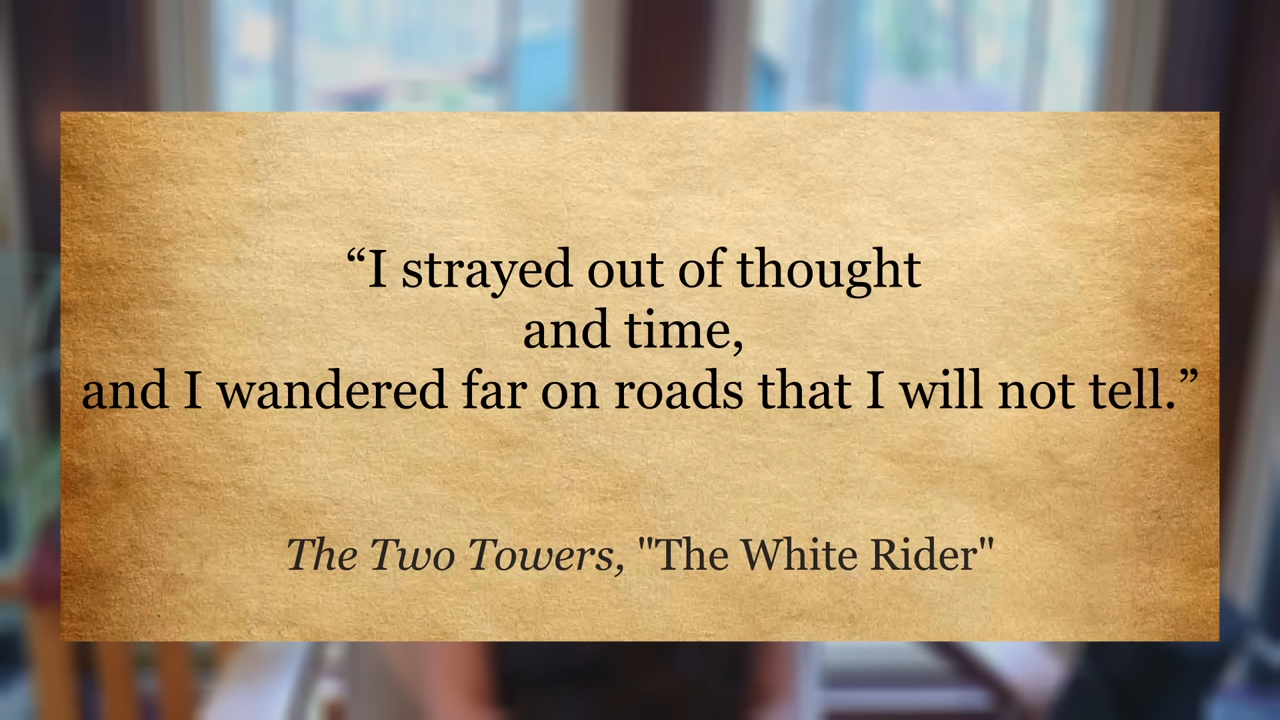 “I strayed out of thought
and time,
and I wandered far on roads that I will not tell.”
The Two Towers, "The White Rider"